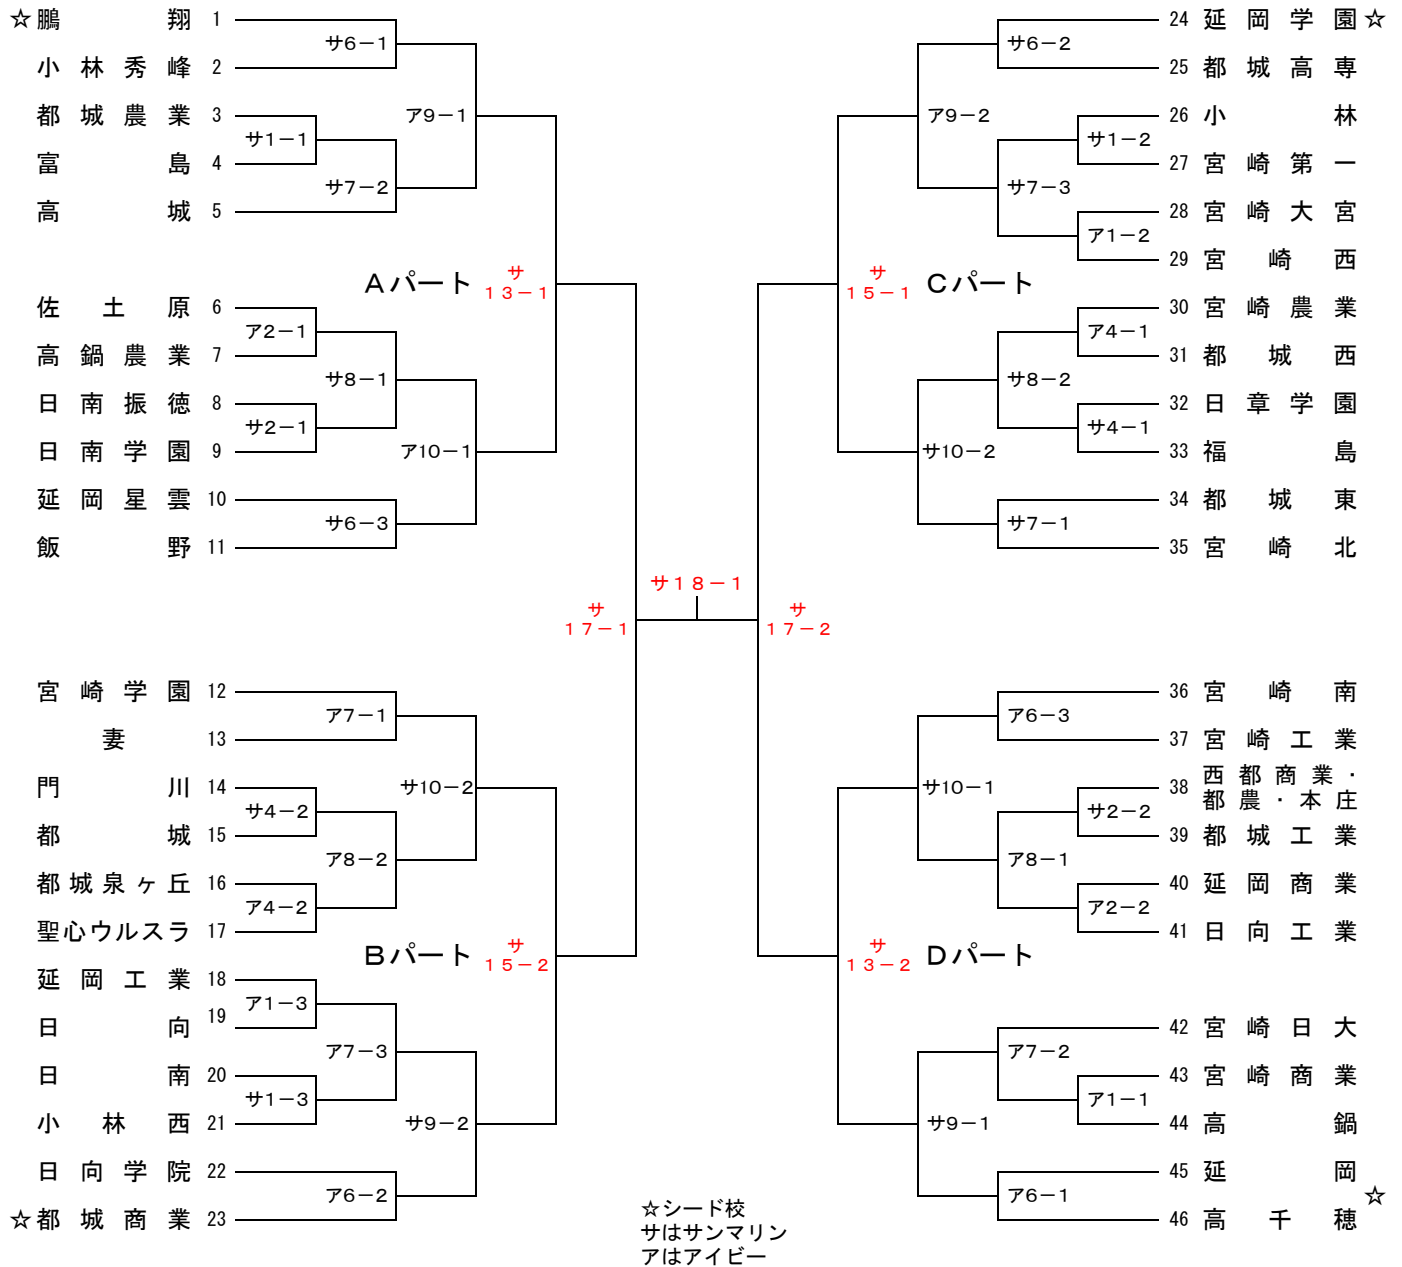 ☆鵬翔 1
サ6－1
小林秀峰 2
ア9－1
都城農業 3
サ1－1
富島 4
サ7－2
高城 5
Aパート
サ
13－1
佐土原 6
ア2－1
高鍋農業 7
サ8－1
日南振徳 8
サ2－1
日南学園 9
ア10－1
延岡星雲 10
サ6－3
飯野 11
サ
17－1
サ18－1
宮崎学園 12
ア7－1
妻 13
門川 14
サ10－2
サ4－2
都城 15
ア8－2
都城泉ヶ丘 16
ア4－2
聖心ウルスラ 17
Bパート
サ
15－2
延岡工業 18
ア1－3
日向 19
ア7－3
日南 20
サ1－3
小林西 21
サ9－2
日向学院 22
ア6－2
☆都城商業 23
24 延岡学園☆
サ6－2
25 都城高専
ア9－2
26 小林
サ1－2
27 宮崎第一
サ7－3
28 宮崎大宮
ア1－2
29 宮崎西
サ
15－1
Cパート
30 宮崎農業
ア4－1
31 都城西
サ8－2
32 日章学園
サ4－1
33 福島
サ10－2
34 都城東
サ7－1
35 宮崎北
サ
17－2
36 宮崎南
ア6－3
37 宮崎工業
サ10－1
38 西都商業・
都農・本庄
サ2－2
39 都城工業
ア8－1
40 延岡商業
ア2－2
41 日向工業
サ
13－2
Dパート
42 宮崎日大
ア7－2
43 宮崎商業
ア1－1
44 高鍋
サ9－1
45 延岡
ア6－1
☆
46 高千穂
☆シード校
サはサンマリン
アはアイビー